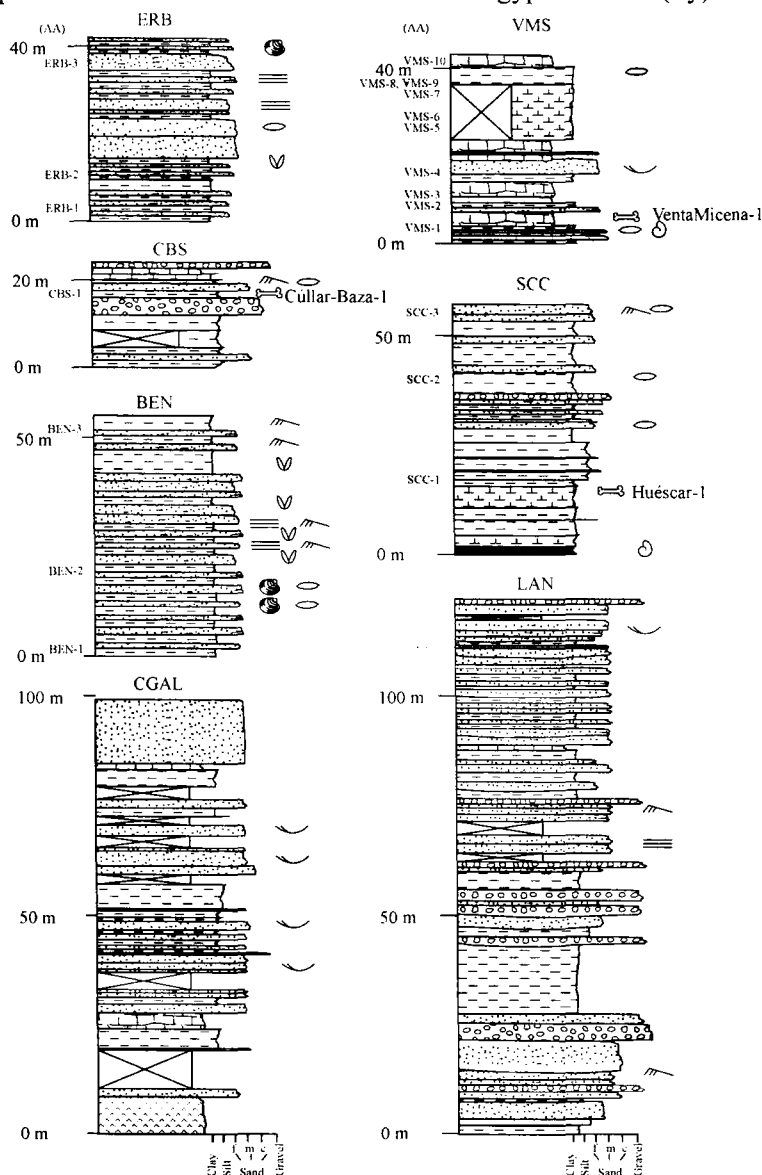 ERB
(AA)
40 m
ERB-3
ERB-2
ERB-1
0 m
VMS
(AA)
VMS-10
40 m
VMS-8, VMS-9
VMS-7
VMS-6
VMS-5
VMS-4
VMS-3
VMS-2
VentaMicena-1
VMS-1
0 m
CBS
20 m
CBS-1
Cúllar-Baza-1
0 m
SCC
SCC-3
50 m
SCC-2
SCC-1
Huéscar-1
0 m
BEN
BEN-3
50 m
BEN-2
BEN-1
0 m
CGAL
100 m
50 m
0 m
Clay
Silt
f.
m
c.
Sand
Gravel
LAN
100 m
50 m
0 m
Clay
Silt
f.
m
c.
Sand
Gravel